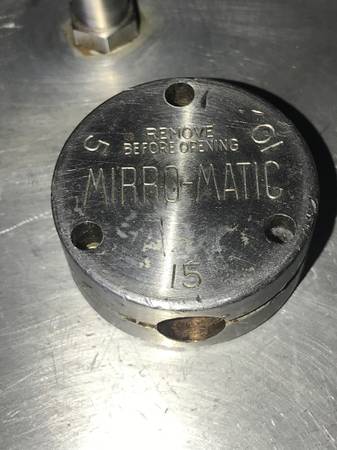 REMOVE
BEFORE OPENING
5 10
MIRRO-MATIC
15